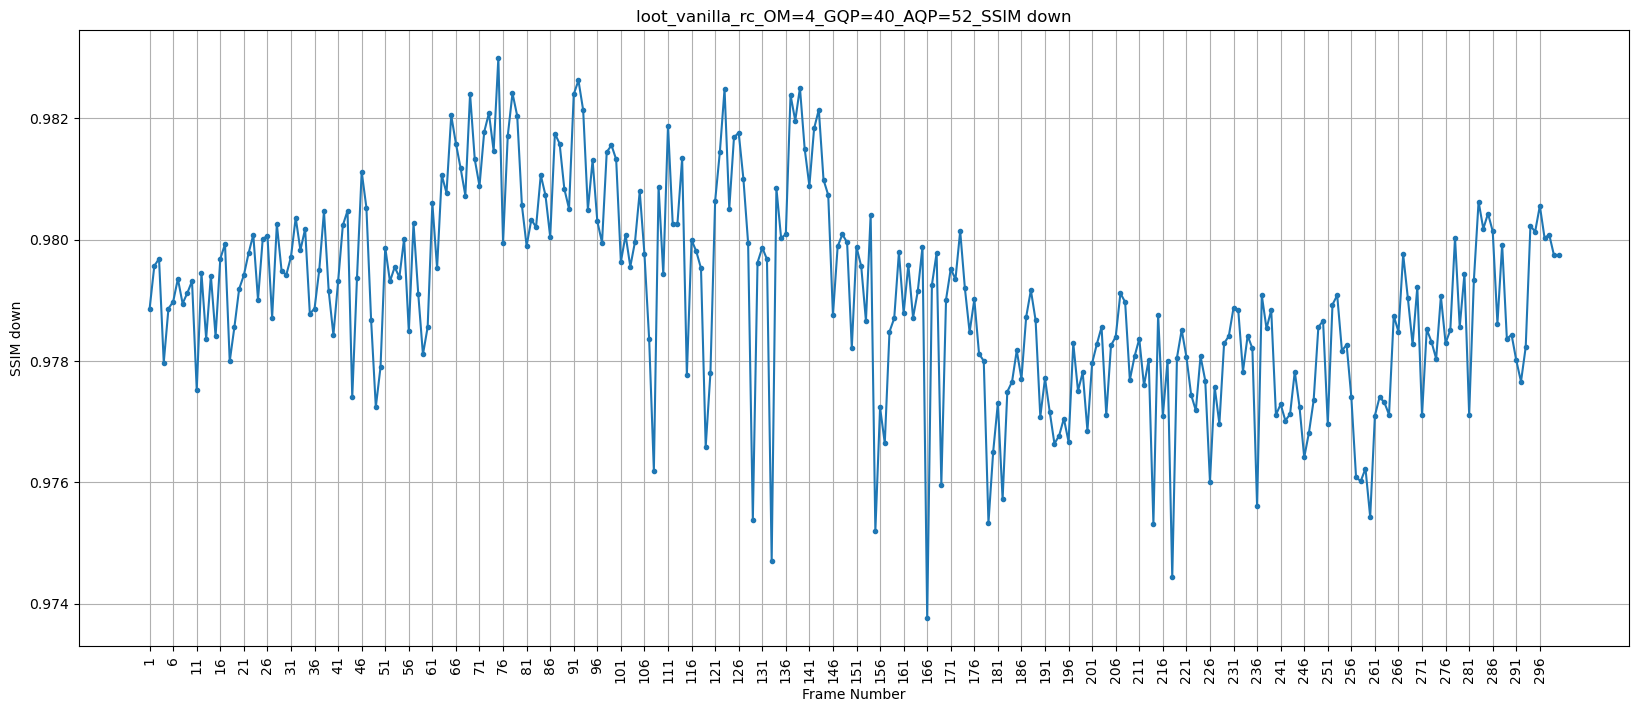 loot_vanilla_rc_OM=4_GQP=40_AQP=52_SSIM down
SSIM down
0.982
0.980
0.978
0.976
0.974
1 6 11 16 21 26 31 36 41 46 51 56 61 66 71 76 81 86 91 96 101 106 111 116 121 126 131 136 141 146 151 156 161 166 171 176 181 186 191 196 201 206 211 216 221 226 231 236 241 246 251 256 261 266 271 276 281 286 291 296
Frame Number